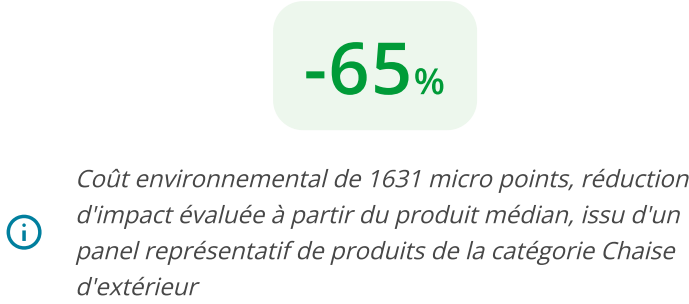 -65%
Coût environnemental de 1631 micro points, réduction
d'impact évaluée à partir du produit médian, issu d'un
panel représentatif de produits de la catégorie Chaise
d'extérieur